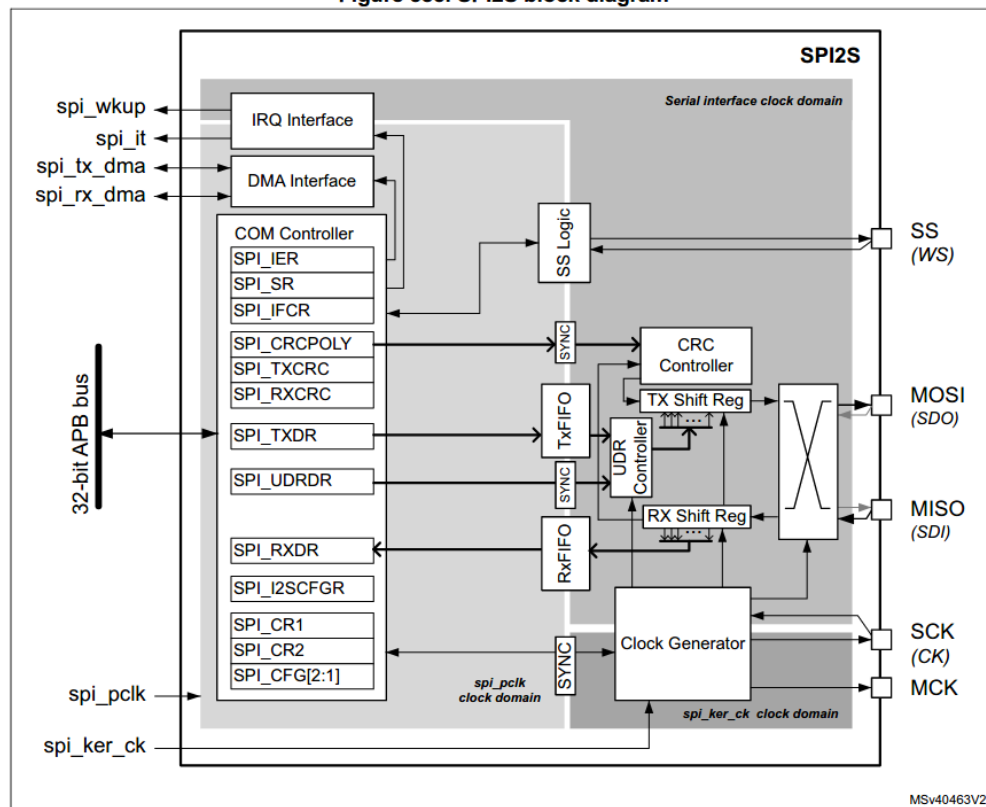 SPI2S
Serial interface clock domain
spi_wkup
IRQ Interface
spi_it
spi_tx_dma
DMA Interface
spi_rx_dma
COM Controller
SPI_IER
SPI_SR
SPI_IFCR
SS Logic
SS
(WS)
SPI_CRCPOLY
SPI_TXCRC
SPI_RXCRC
SYNC
CRC
Controller
TX Shift Reg
...
MOSI
(SDO)
32-bit APB bus
SPI_TXDR
TxFIFO
UDR
Controller
SPI_UDRDR
SYNC
RX Shift Reg
...
MISO
(SDI)
SPI_RXDR
RxFIFO
SPI_I2SCFGR
SPI_CR1
SPI_CR2
SPI_CFG[2:1]
SYNC
Clock Generator
SCK
(CK)
MCK
spi_pclk
spi_pclk
clock domain
spi_ker_ck clock domain
spi_ker_ck
MSv40463V2